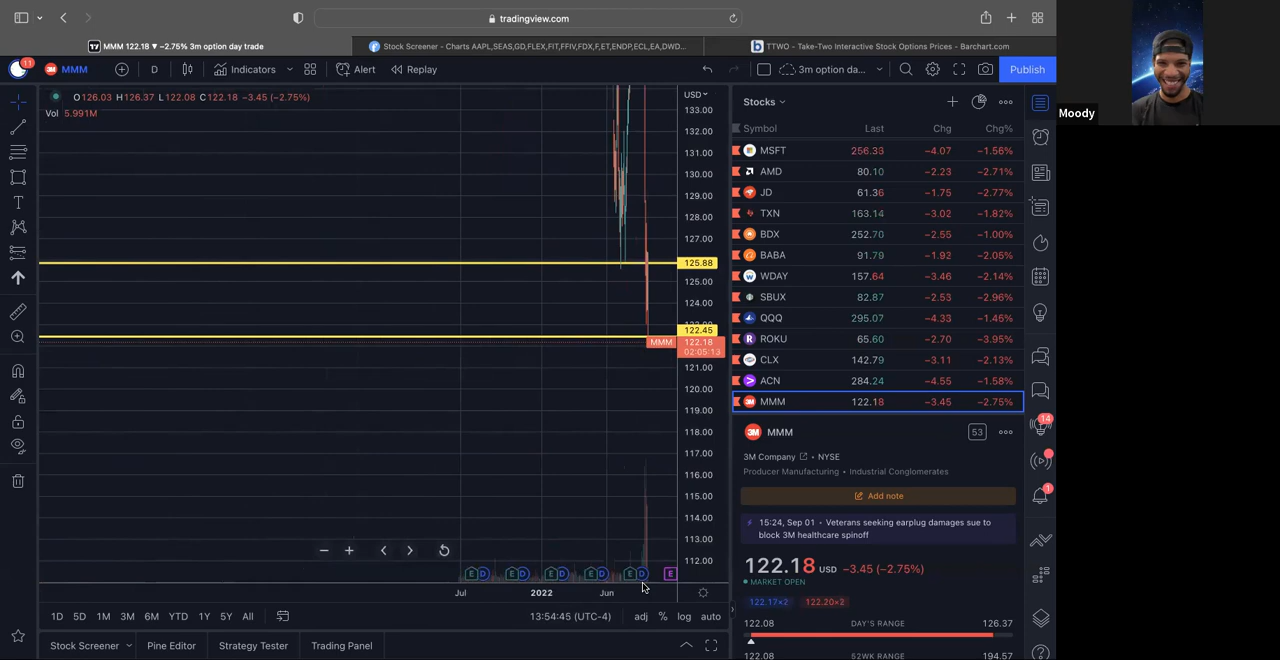 tradingview.com
MMM 122.18 ▼ −2.75% 3m option day trade
Stock Screener - Charts AAPL,SEAS,GD,FLEX,FIT,FFIV,FDX,F,ET,ENDP,ECL,EA,DWD...
TTWO - Take-Two Interactive Stock Options Prices - Barchart.com
11
MMM
D
Indicators
Alert
Replay
3m option da...
Publish
O126.03 H126.37 L122.08 C122.18 −3.45 (−2.75%)
Vol 5.991M
USD
133.00
132.00
131.00
130.00
129.00
128.00
127.00
125.88
125.00
124.00
122.45
MMM 122.18
02:05:13
121.00
120.00
119.00
118.00
117.00
116.00
115.00
114.00
113.00
112.00
E D E D E D E D E D E
Jul 2022 Jun
1D 5D 1M 3M 6M YTD 1Y 5Y All
13:54:45 (UTC-4)
adj % log auto
Stock Screener
Pine Editor
Strategy Tester
Trading Panel
Stocks
Symbol Last Chg Chg%
MSFT 256.33 −4.07 −1.56%
AMD 80.10 −2.23 −2.71%
JD 61.36 −1.75 −2.77%
TXN 163.14 −3.02 −1.82%
BDX 252.70 −2.55 −1.00%
BABA 91.79 −1.92 −2.05%
WDAY 157.64 −3.46 −2.14%
SBUX 82.87 −2.53 −2.96%
QQQ 295.07 −4.33 −1.46%
ROKU 65.60 −2.70 −3.95%
CLX 142.79 −3.11 −2.13%
ACN 284.24 −4.55 −1.58%
3M MMM 122.18 −3.45 −2.75%
3M MMM 53
3M Company • NYSE
Producer Manufacturing • Industrial Conglomerates
Add note
15:24, Sep 01 • Veterans seeking earplug damages sue to
block 3M healthcare spinoff
122.18 USD −3.45 (−2.75%)
MARKET OPEN
122.17×2 122.20×2
122.08 DAY'S RANGE 126.37
122.08 52WK RANGE 194.57
14
1
Moody